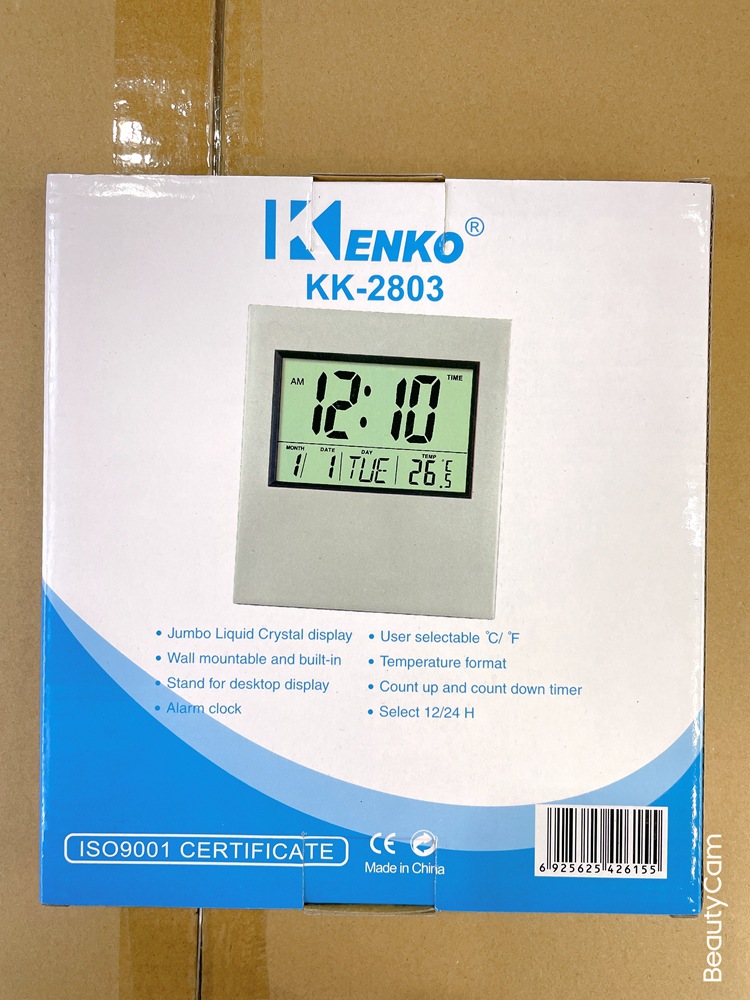 KENKO®
KK-2803
AM 12:10 TIME
MONTH DATE DAY TEMP
1/ 1 TUE 26.5 °C
• Jumbo Liquid Crystal display
• Wall mountable and built-in
• Stand for desktop display
• Alarm clock
• User selectable °C/ °F
• Temperature format
• Count up and count down timer
• Select 12/24 H
ISO9001 CERTIFICATE
CE
Made in China
6 925625 426155
BeautyCam